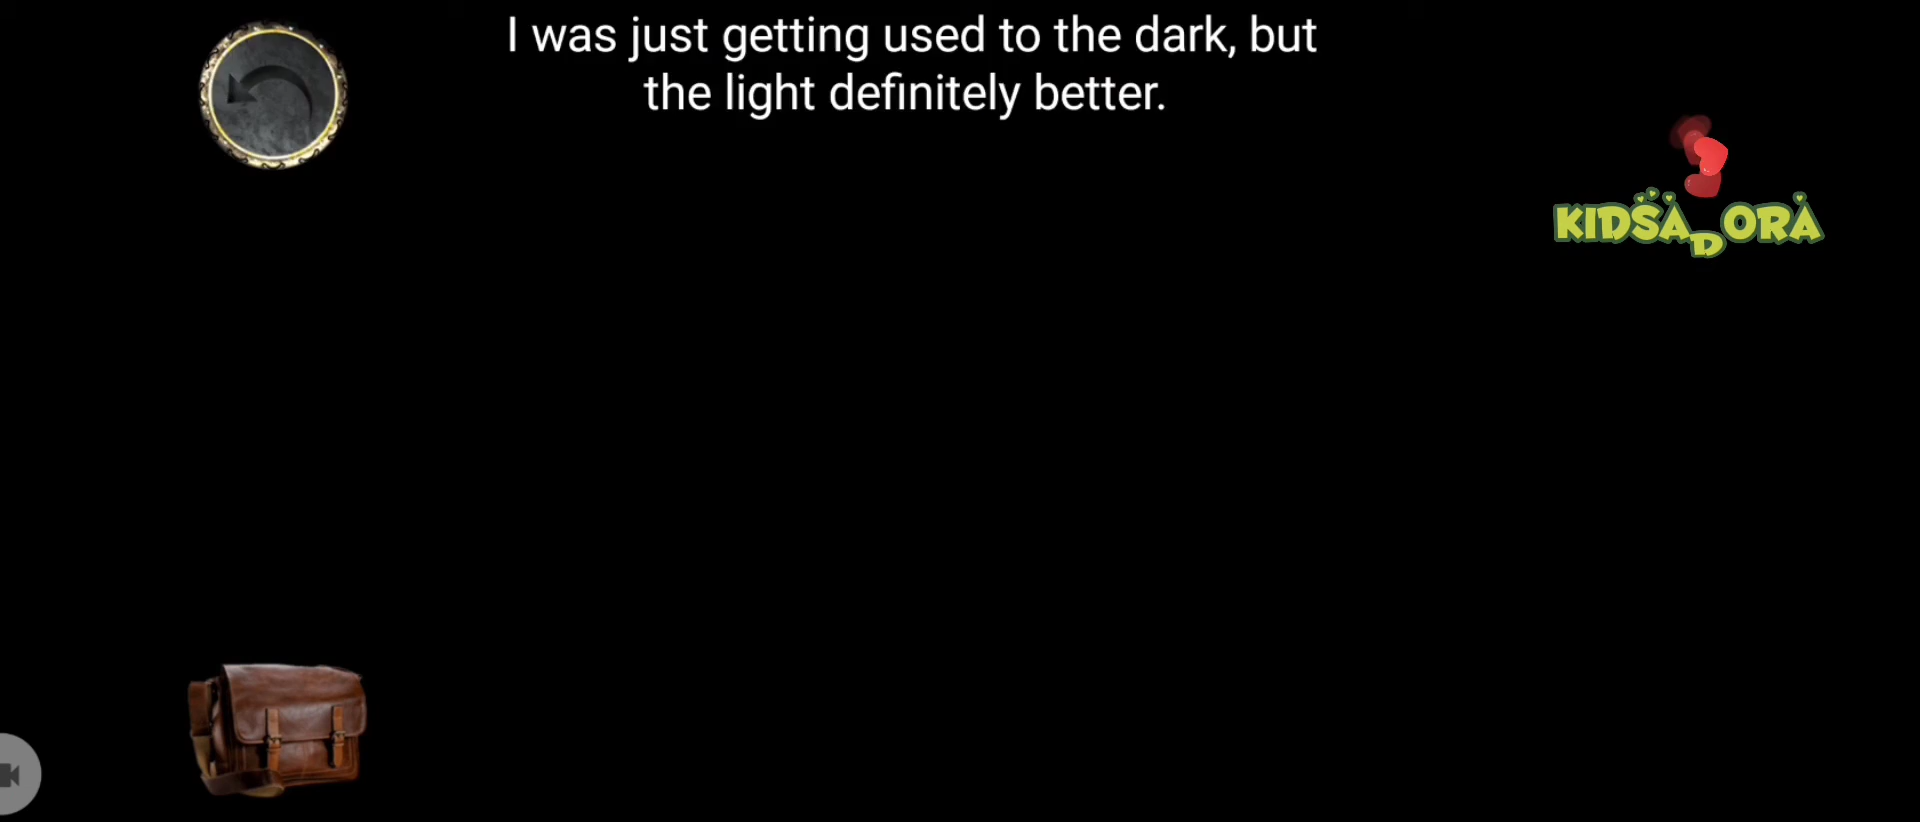 I was just getting used to the dark, but
the light definitely better.
KIDSADORA